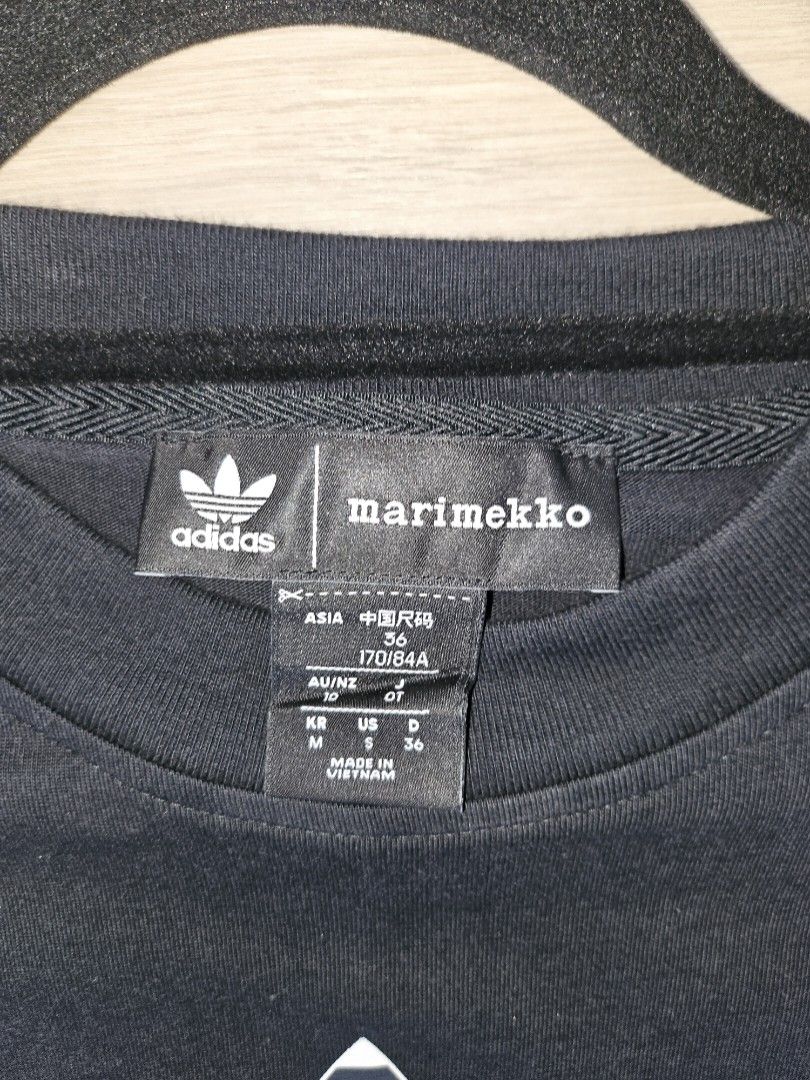 adidas
marimekko
ASIA 中国尺码
36
170/84A
AU/NZ J
10 OT
KR US D
M S 36
MADE IN
VIETNAM